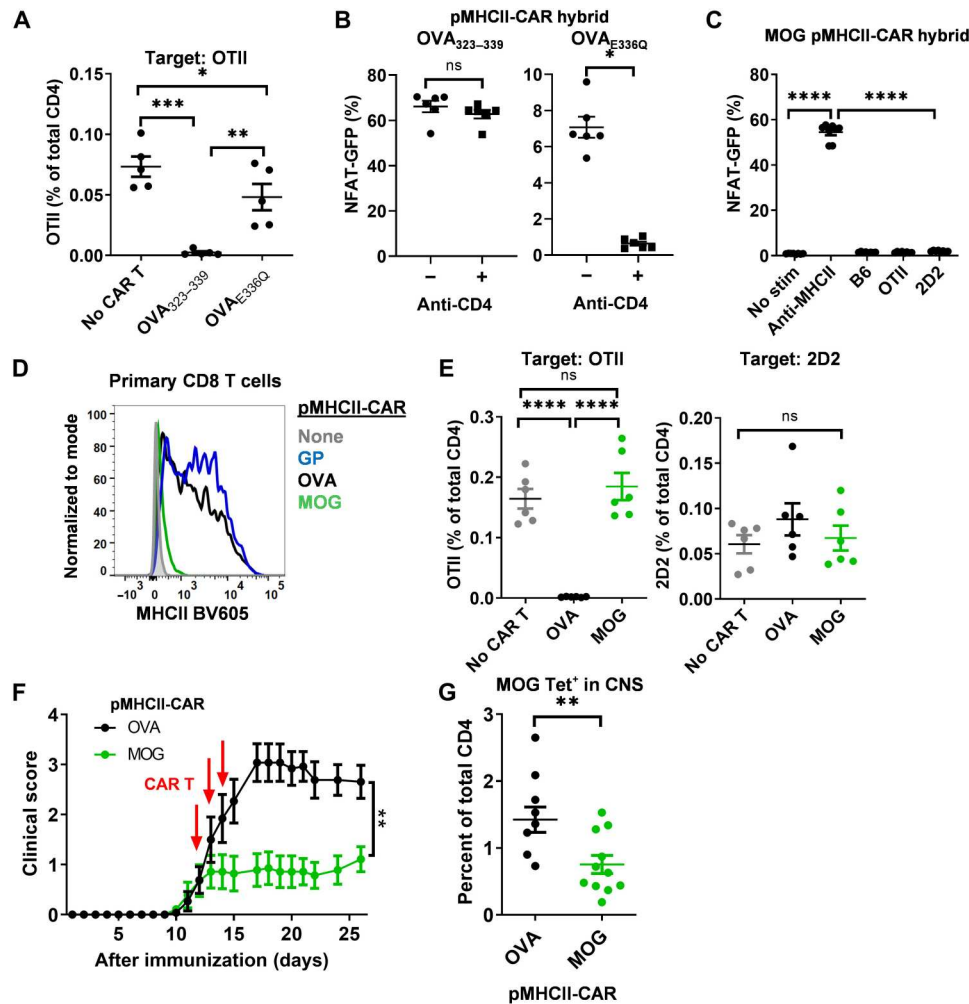 A
Target: OTII
*
***
**
0.15
0.10
0.05
0.00
OTII (% of total CD4)
No CAR T
OVA323–339
OVAE336Q
B
pMHCII-CAR hybrid
OVA323–339
ns
80
60
40
20
0
NFAT-GFP (%)
– +
Anti-CD4
OVAE336Q
*
10
8
6
4
2
0
– +
Anti-CD4
C
MOG pMHCII-CAR hybrid
**** ****
80
60
40
20
0
NFAT-GFP (%)
No stim
Anti-MHCII
B6
OTII
2D2
D
Primary CD8 T cells
100
80
60
40
20
0
Normalized to mode
–10³ 0 10³ 10⁴ 10⁵
MHCII BV605
pMHCII-CAR
None
GP
OVA
MOG
E
Target: OTII
ns
**** ****
0.3
0.2
0.1
0.0
OTII (% of total CD4)
No CAR T
OVA
MOG
Target: 2D2
ns
0.20
0.15
0.10
0.05
0.00
2D2 (% of total CD4)
No CAR T
OVA
MOG
F
pMHCII-CAR
OVA
MOG
CAR T
4
3
2
1
0
Clinical score
**
5 10 15 20 25
After immunization (days)
G
MOG Tet⁺ in CNS
**
3
2
1
0
Percent of total CD4
OVA
MOG
pMHCII-CAR